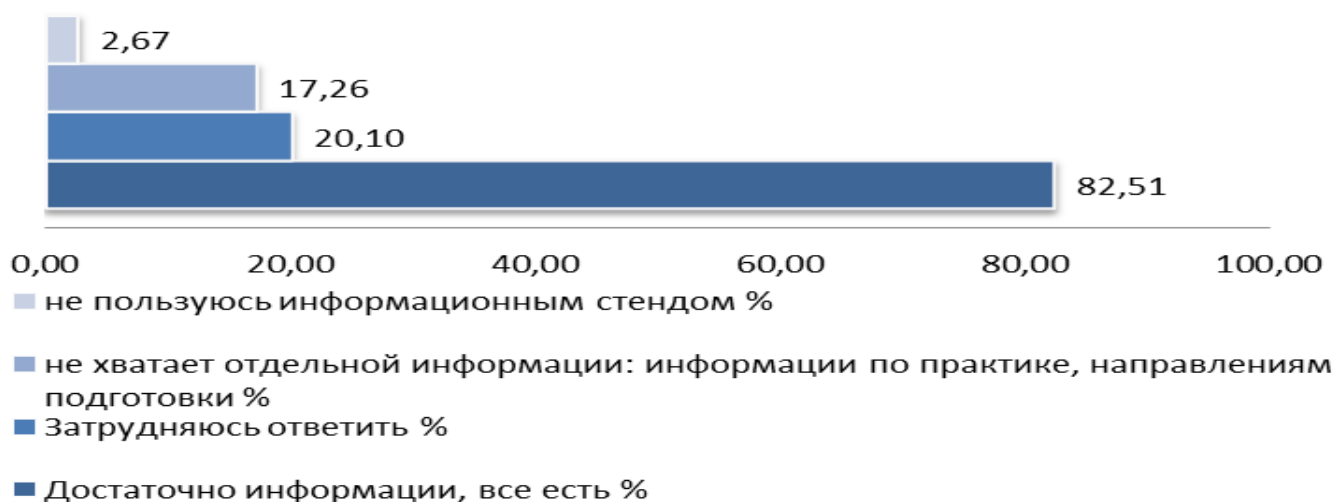 2,67
17,26
20,10
82,51
0,00 20,00 40,00 60,00 80,00 100,00
не пользуюсь информационным стендом %
не хватает отдельной информации: информации по практике, направлениям
подготовки %
Затрудняюсь ответить %
Достаточно информации, все есть %